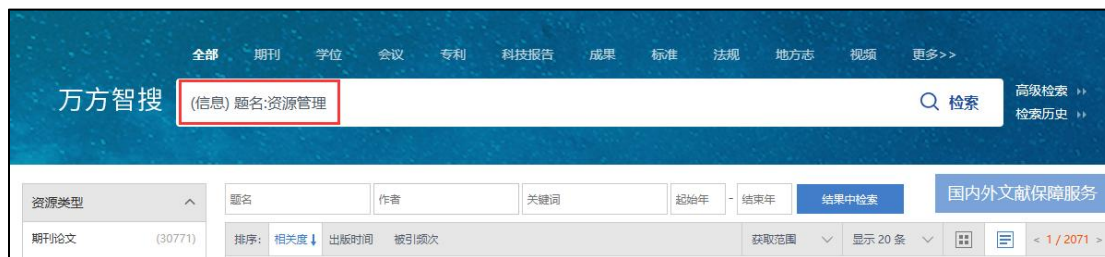 全部 期刊 学位 会议 专利 科技报告 成果 标准 法规 地方志 视频 更多>>
万方智搜 (信息) 题名:资源管理 检索 高级检索
检索历史
资源类型 题名 作者 关键词 起始年 - 结束年 结果中检索 国内外文献保障服务
期刊论文 (30771) 排序: 相关度 出版时间 被引频次 获取范围 显示 20 条 < 1 / 2071 >